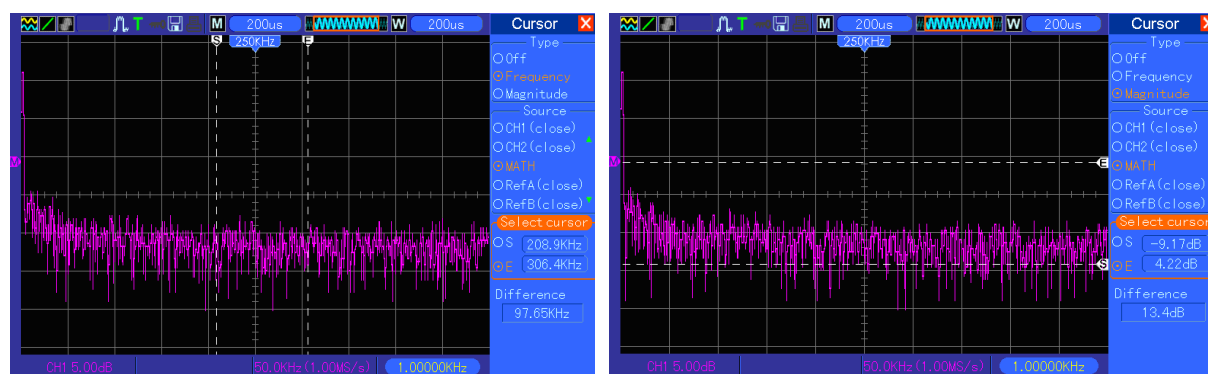 T M 200us W 200us Cursor X
S 250KHz E
Type
Off
Frequency
Magnitude
Source
CH1(close)
CH2(close)
M
MATH
RefA(close)
RefB(close)
Select cursor
S 208.9KHz
E 306.4KHz
Difference
97.65KHz
CH1 5.00dB 50.0KHz(1.00MS/s) 1.00000KHz
T M 200us W 200us Cursor X
250KHz
Type
Off
Frequency
Magnitude
Source
CH1(close)
CH2(close)
M E
MATH
RefA(close)
RefB(close)
Select cursor
S -9.17dB
S
E 4.22dB
Difference
13.4dB
CH1 5.00dB 50.0KHz(1.00MS/s) 1.00000KHz